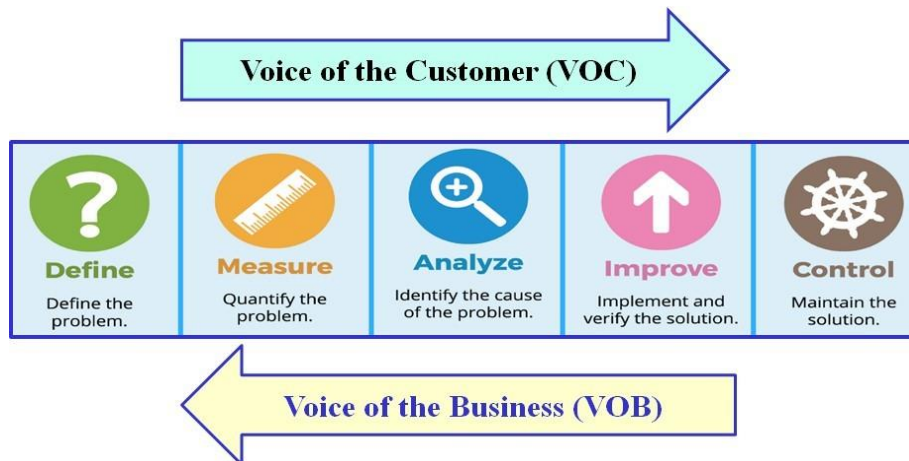 Voice of the Customer (VOC)
Define
Define the
problem.
Measure
Quantify the
problem.
Analyze
Identify the cause
of the problem.
Improve
Implement and
verify the solution.
Control
Maintain the
solution.
Voice of the Business (VOB)